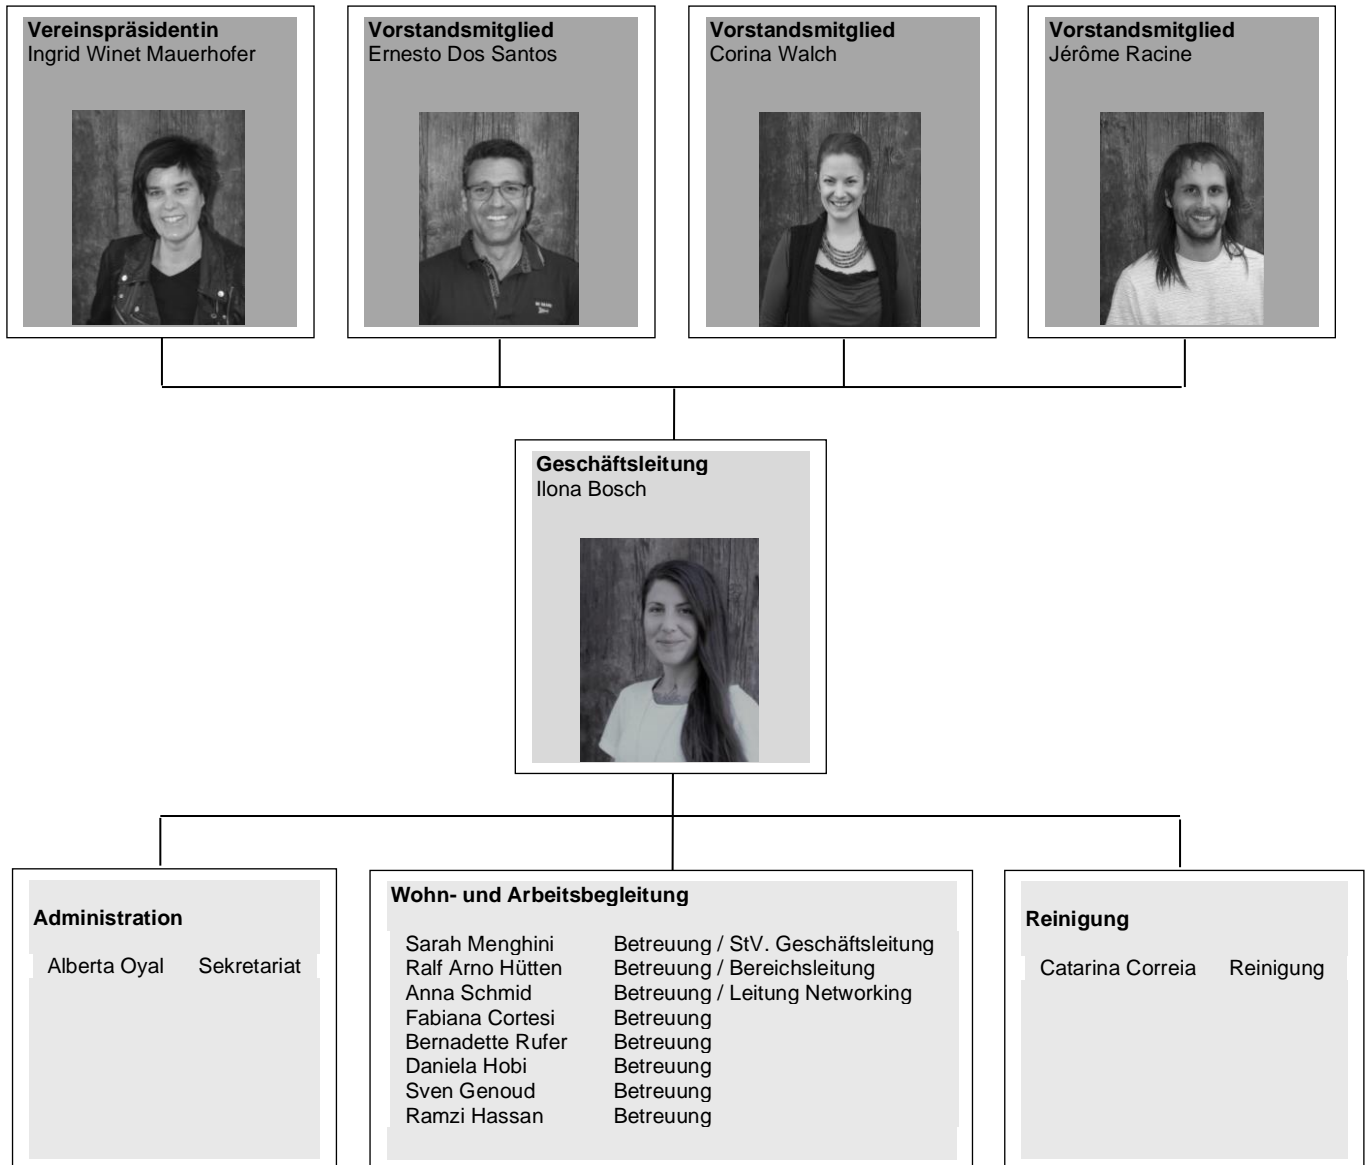 Vereinspräsidentin
Ingrid Winet Mauerhofer
Vorstandsmitglied
Ernesto Dos Santos
Vorstandsmitglied
Corina Walch
Vorstandsmitglied
Jérôme Racine
Geschäftsleitung
Ilona Bosch
Administration
Alberta Oyal Sekretariat
Wohn- und Arbeitsbegleitung
Sarah Menghini Betreuung / StV. Geschäftsleitung
Ralf Arno Hütten Betreuung / Bereichsleitung
Anna Schmid Betreuung / Leitung Networking
Fabiana Cortesi Betreuung
Bernadette Rufer Betreuung
Daniela Hobi Betreuung
Sven Genoud Betreuung
Ramzi Hassan Betreuung
Reinigung
Catarina Correia Reinigung